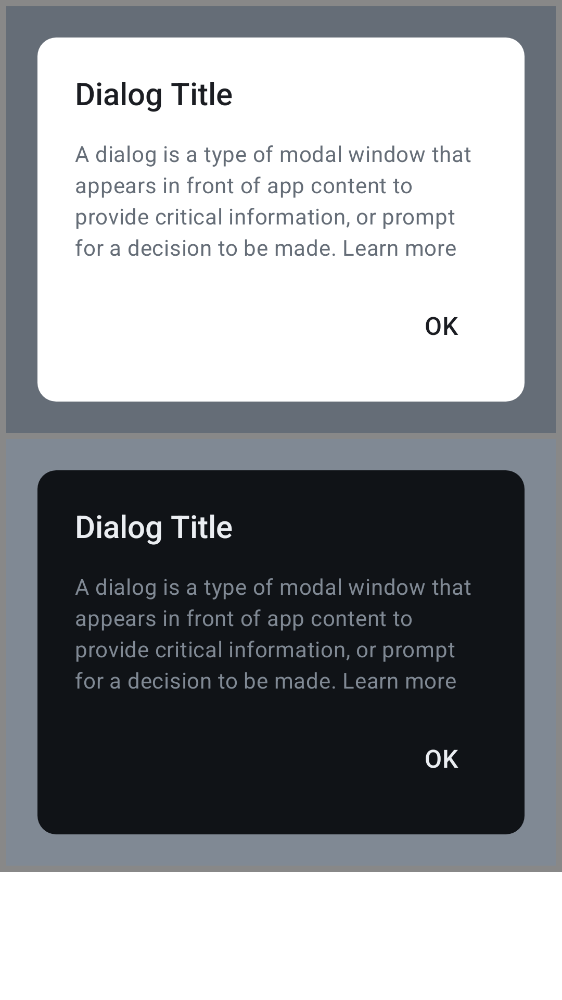 Dialog Title
A dialog is a type of modal window that
appears in front of app content to
provide critical information, or prompt
for a decision to be made. Learn more
OK
Dialog Title
A dialog is a type of modal window that
appears in front of app content to
provide critical information, or prompt
for a decision to be made. Learn more
OK